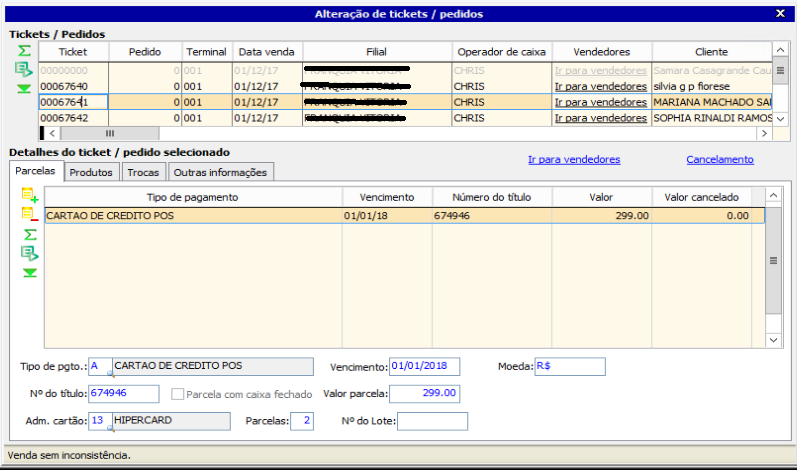 Alteração de tickets / pedidos X
Tickets / Pedidos
Ticket Pedido Terminal Data venda Filial Operador de caixa Vendedores Cliente
00000000 0 001 01/12/17 CHRIS Ir para vendedores Samara Casagrande Cau
00067640 0 001 01/12/17 CHRIS Ir para vendedores silvia g p fiorese
00067641 0 001 01/12/17 CHRIS Ir para vendedores MARIANA MACHADO SAI
00067642 0 001 01/12/17 CHRIS Ir para vendedores SOPHIA RINALDI RAMOS
Detalhes do ticket / pedido selecionado
Ir para vendedores Cancelamento
Parcelas Produtos Trocas Outras informações
Tipo de pagamento Vencimento Número do título Valor Valor cancelado
CARTAO DE CREDITO POS 01/01/18 674946 299.00 0.00
Tipo de pgto.: A CARTAO DE CREDITO POS Vencimento: 01/01/2018 Moeda: R$
Nº do título: 674946 Parcela com caixa fechado Valor parcela: 299.00
Adm. cartão: 13 HIPERCARD Parcelas: 2 Nº do Lote:
Venda sem inconsistência.